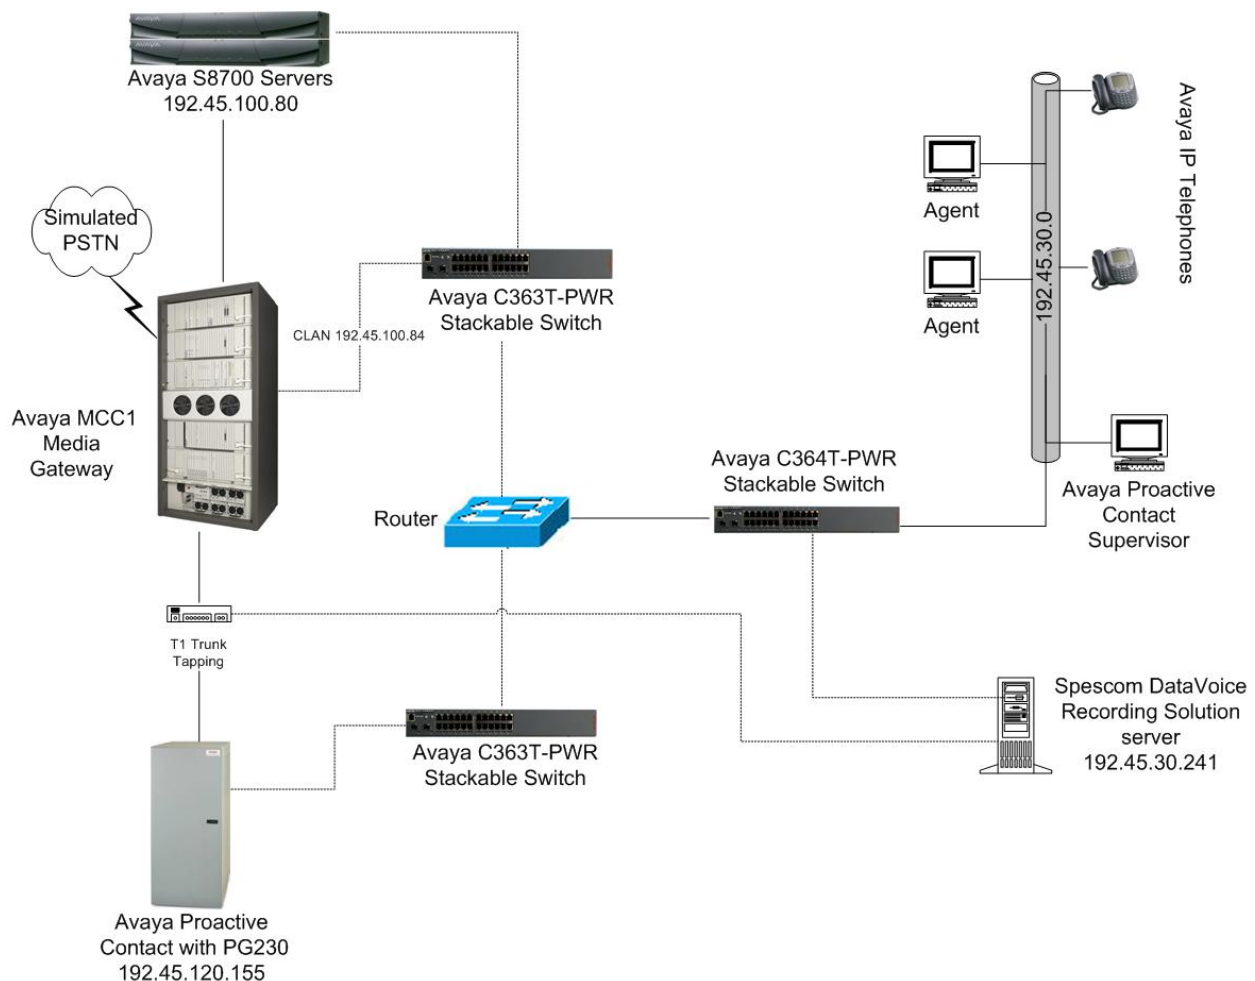 Avaya S8700 Servers
192.45.100.80
Simulated
PSTN
Avaya C363T-PWR
Stackable Switch
CLAN 192.45.100.84
Avaya MCC1
Media
Gateway
Router
Avaya C364T-PWR
Stackable Switch
Agent
Agent
192.45.30.0
Avaya IP Telephones
Avaya Proactive
Contact
Supervisor
T1 Trunk
Tapping
Avaya C363T-PWR
Stackable Switch
Spescom DataVoice
Recording Solution
server
192.45.30.241
Avaya Proactive
Contact with PG230
192.45.120.155